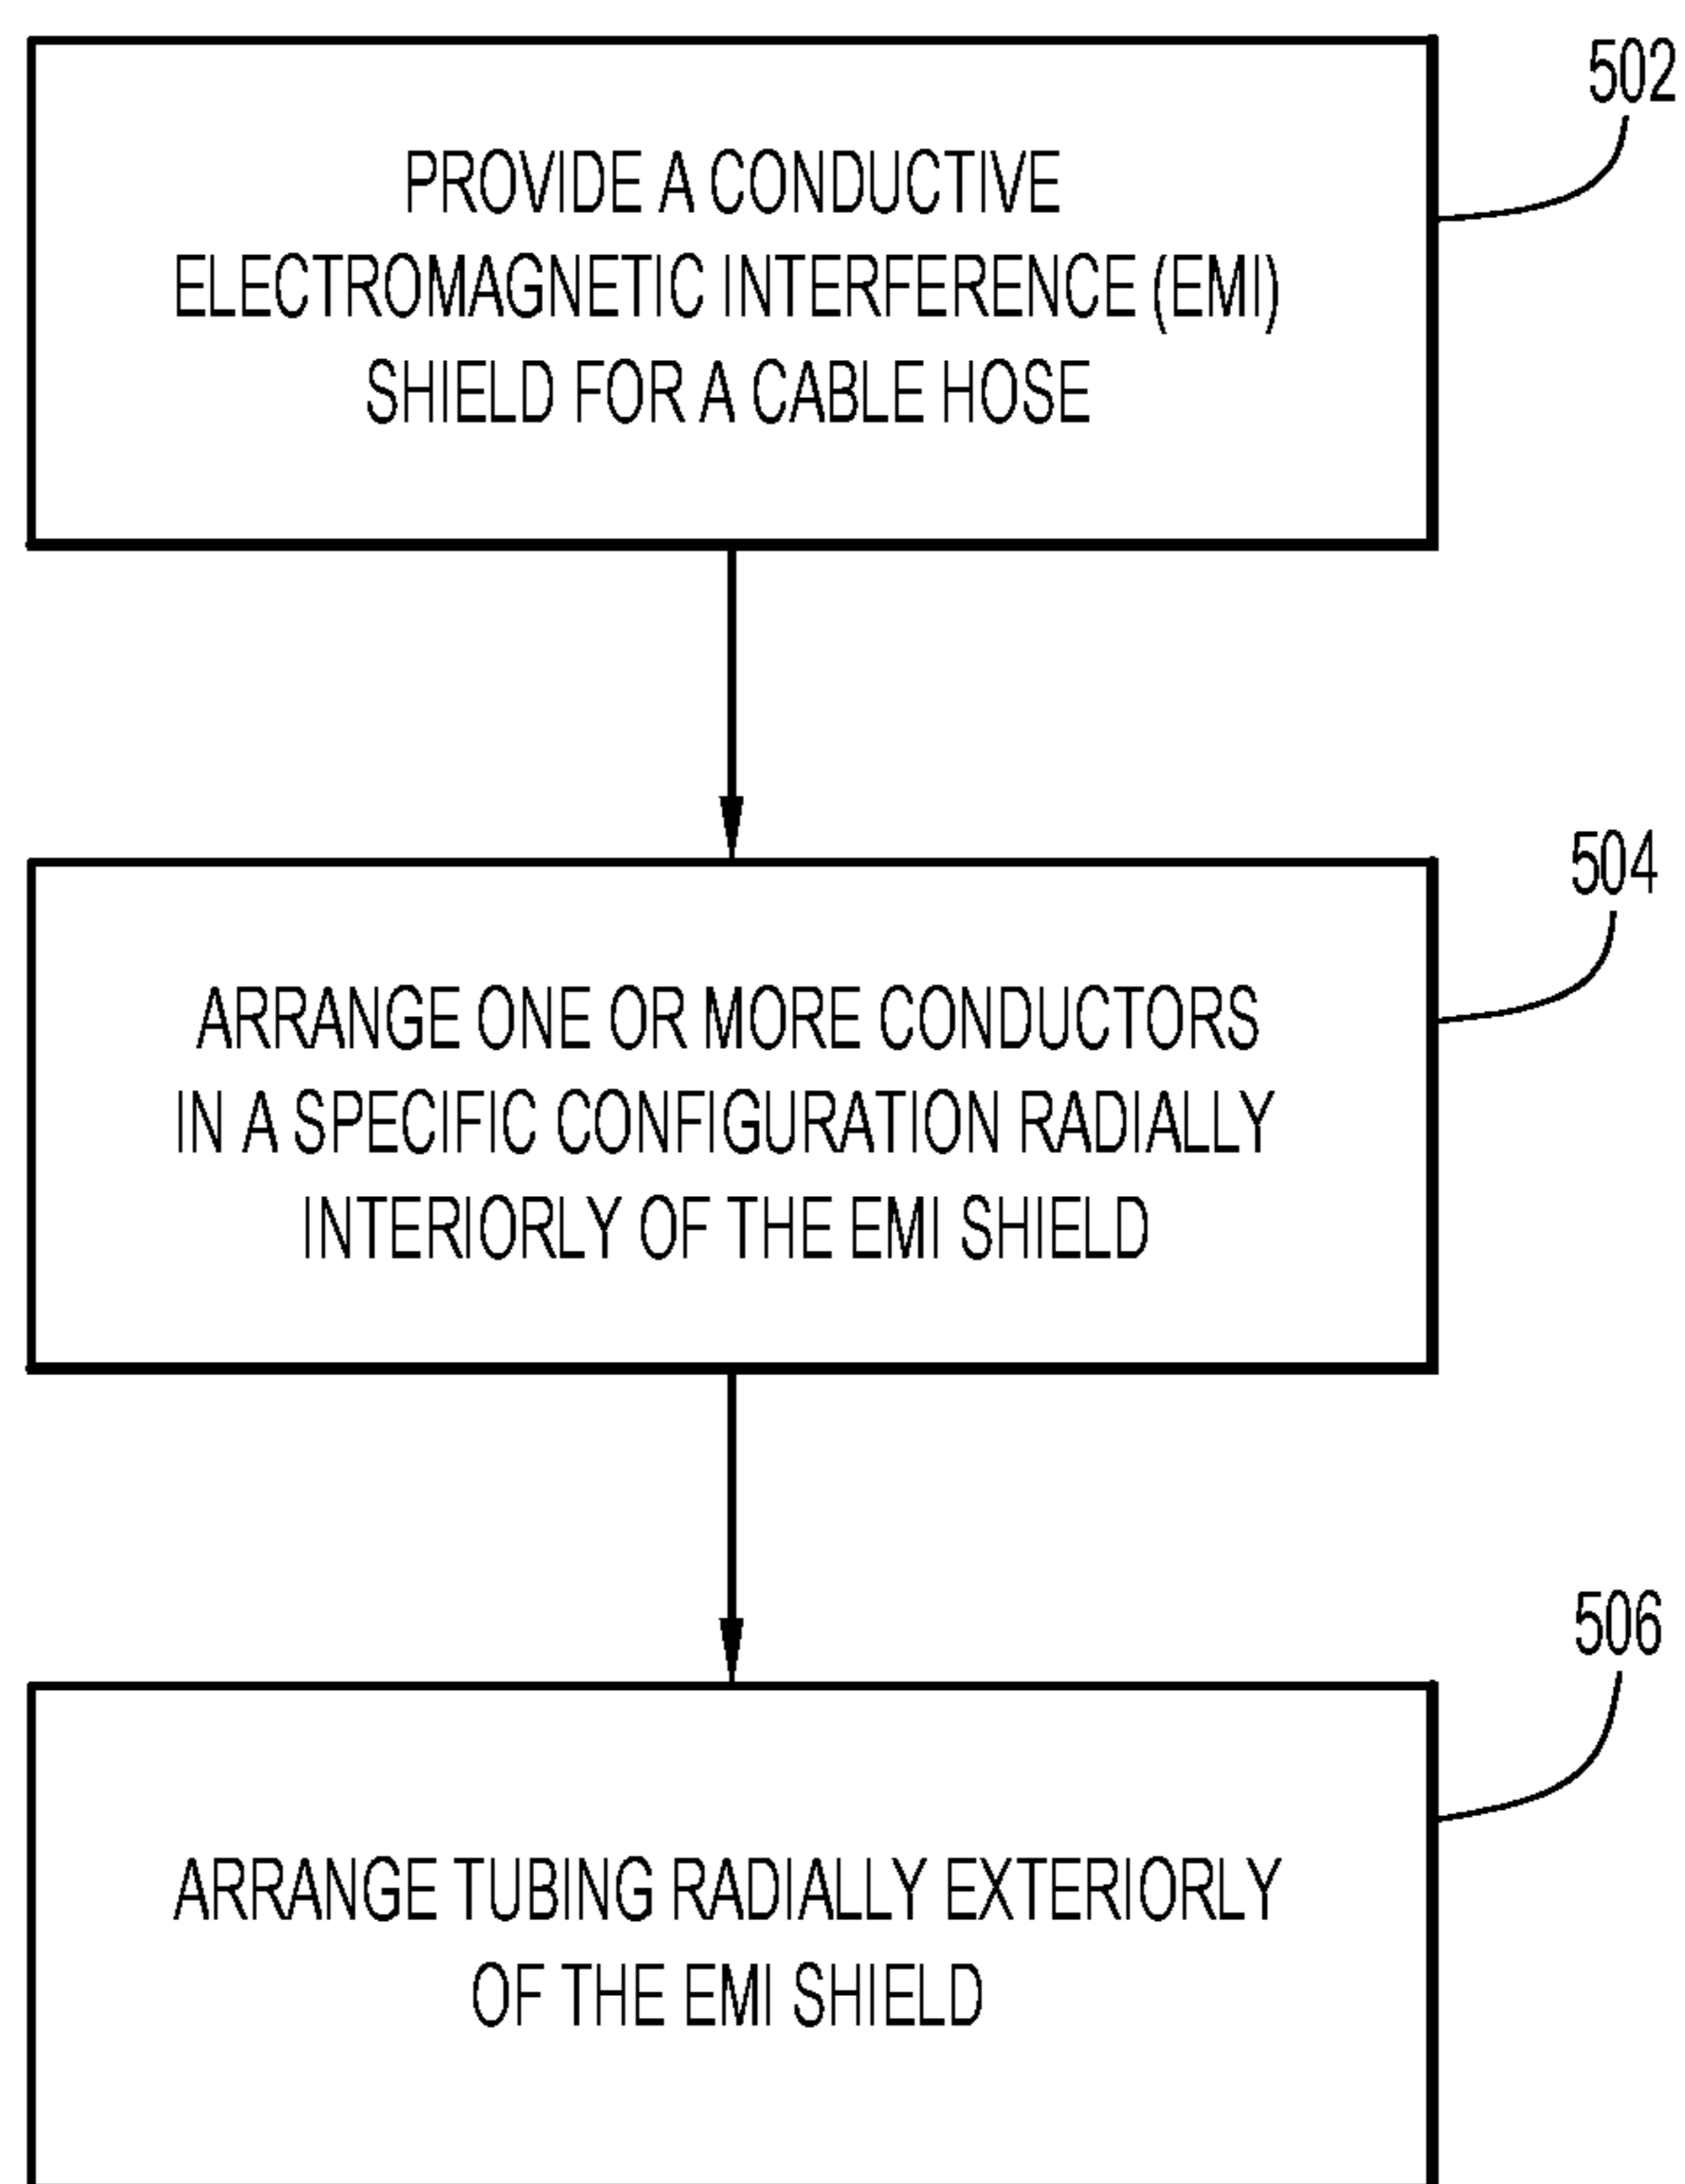 502
PROVIDE A CONDUCTIVE
ELECTROMAGNETIC INTERFERENCE (EMI)
SHIELD FOR A CABLE HOSE
504
ARRANGE ONE OR MORE CONDUCTORS
IN A SPECIFIC CONFIGURATION RADIALLY
INTERIORLY OF THE EMI SHIELD
506
ARRANGE TUBING RADIALLY EXTERIORLY
OF THE EMI SHIELD